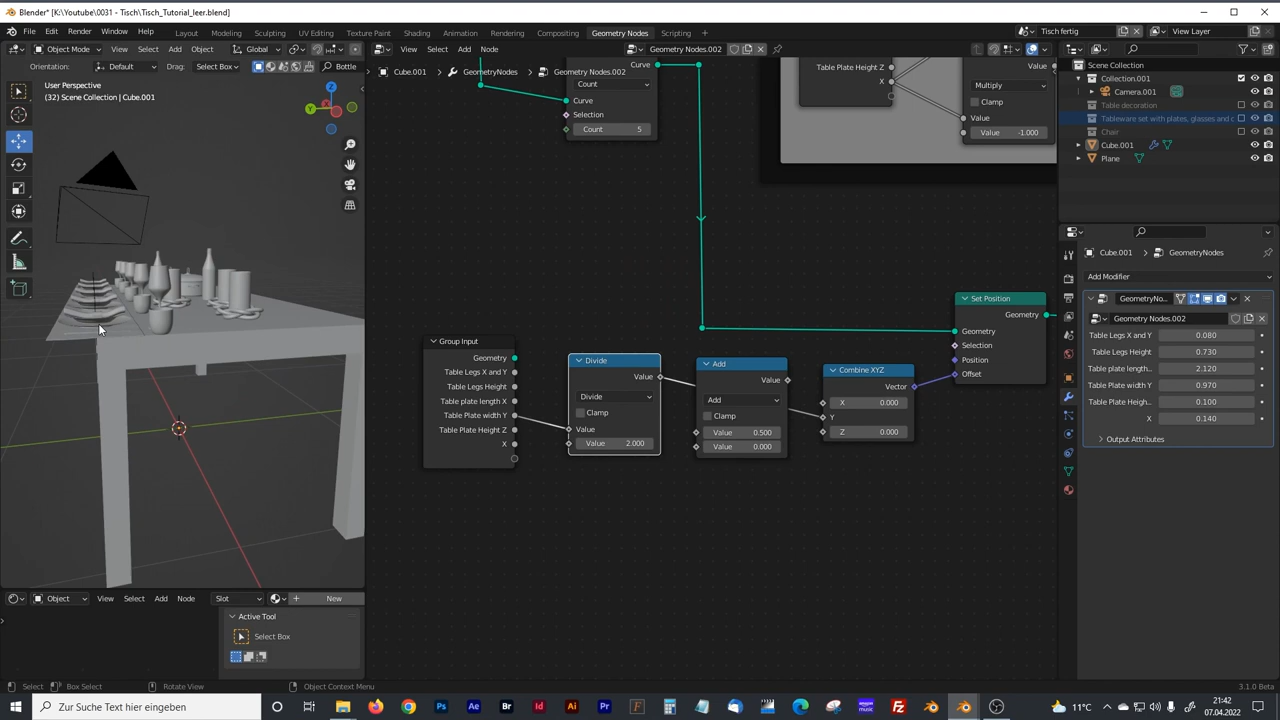 Blender* [K:\Youtube\0031 - Tisch\Tisch_Tutorial_leer.blend]
File Edit Render Window Help Layout Modeling Sculpting UV Editing Texture Paint Shading Animation Rendering Compositing Geometry Nodes Scripting Tisch fertig View Layer
Object Mode View Select Add Object Global View Select Add Node Geometry Nodes.002
Orientation: Default Drag: Select Box Bottle
Cube.001 GeometryNodes Geometry Nodes.002
User Perspective
(32) Scene Collection | Cube.001
Z
Y
Curve
Count
Curve
Selection
Count 5
Table Plate Height Z
X
Value
Multiply
Clamp
Value
Value -1.000
Collection.001
Camera.001
Table decoration
Tableware set with plates, glasses and c
Chair
Cube.001
Plane
Set Position
Geometry
Geometry
Selection
Position
Offset
Group Input
Geometry
Table Legs X and Y
Table Legs Height
Table plate length X
Table Plate width Y
Table Plate Height Z
X
Divide
Value
Divide
Clamp
Value
Value 2.000
Add
Value
Add
Clamp
Value 0.500
Value 0.000
Combine XYZ
Vector
X 0.000
Y
Z 0.000
Cube.001 GeometryNodes
Add Modifier
GeometryNo...
Geometry Nodes.002
Table Legs X and Y 0.080
Table Legs Height 0.730
Table plate length... 2.120
Table Plate width Y 0.970
Table Plate Heigh... 0.100
X 0.140
Output Attributes
Object View Select Add Node Slot New
Active Tool
Select Box
Select Box Select Rotate View Object Context Menu 3.1.0 Beta
Zur Suche Text hier eingeben
Ps Ae Br Id Ai Pr
music
Fz
11°C
21:42
07.04.2022